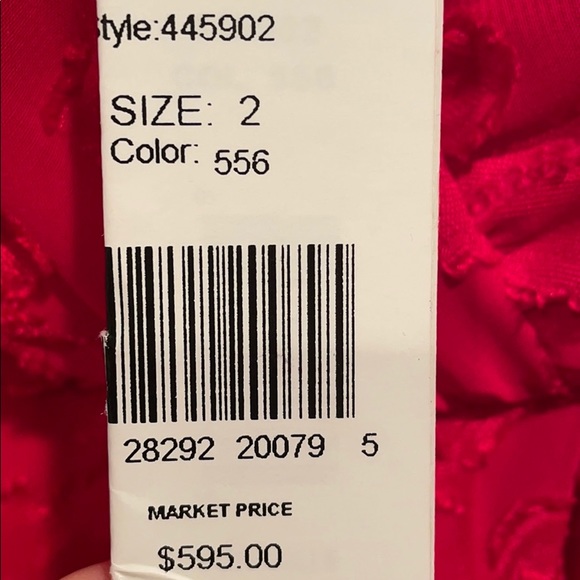 Style:445902
SIZE: 2
Color: 556
28292 20079 5
MARKET PRICE
$595.00